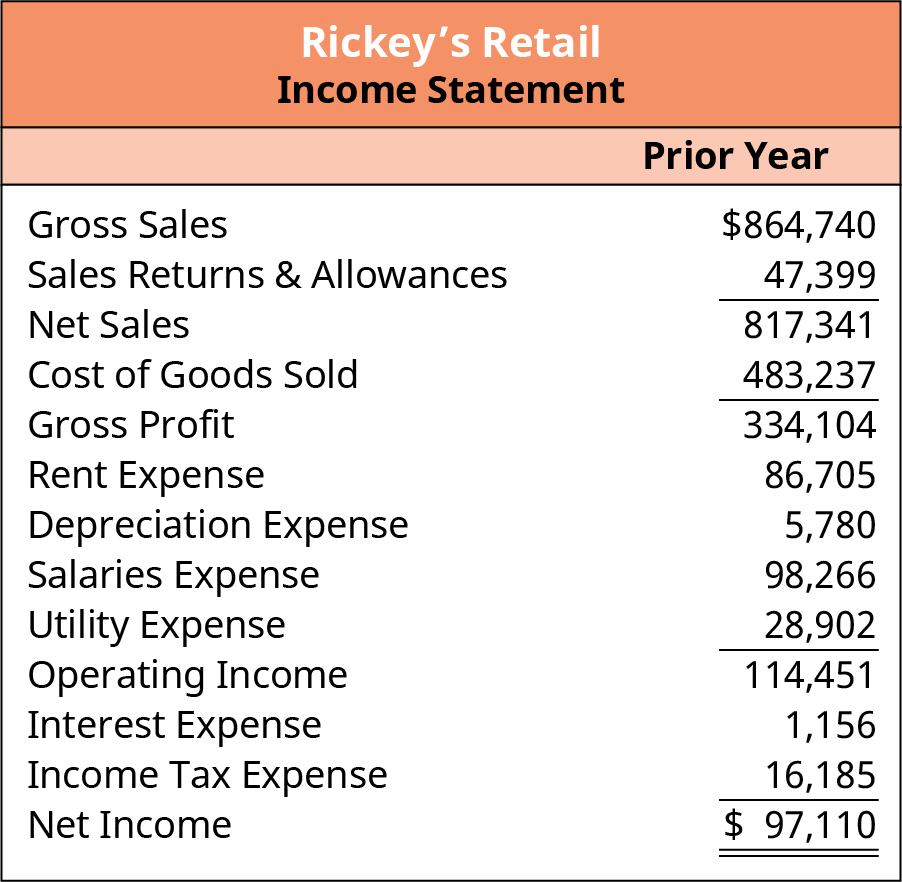 Rickey’s Retail
Income Statement
Prior Year
Gross Sales $864,740
Sales Returns & Allowances 47,399
Net Sales 817,341
Cost of Goods Sold 483,237
Gross Profit 334,104
Rent Expense 86,705
Depreciation Expense 5,780
Salaries Expense 98,266
Utility Expense 28,902
Operating Income 114,451
Interest Expense 1,156
Income Tax Expense 16,185
Net Income $ 97,110